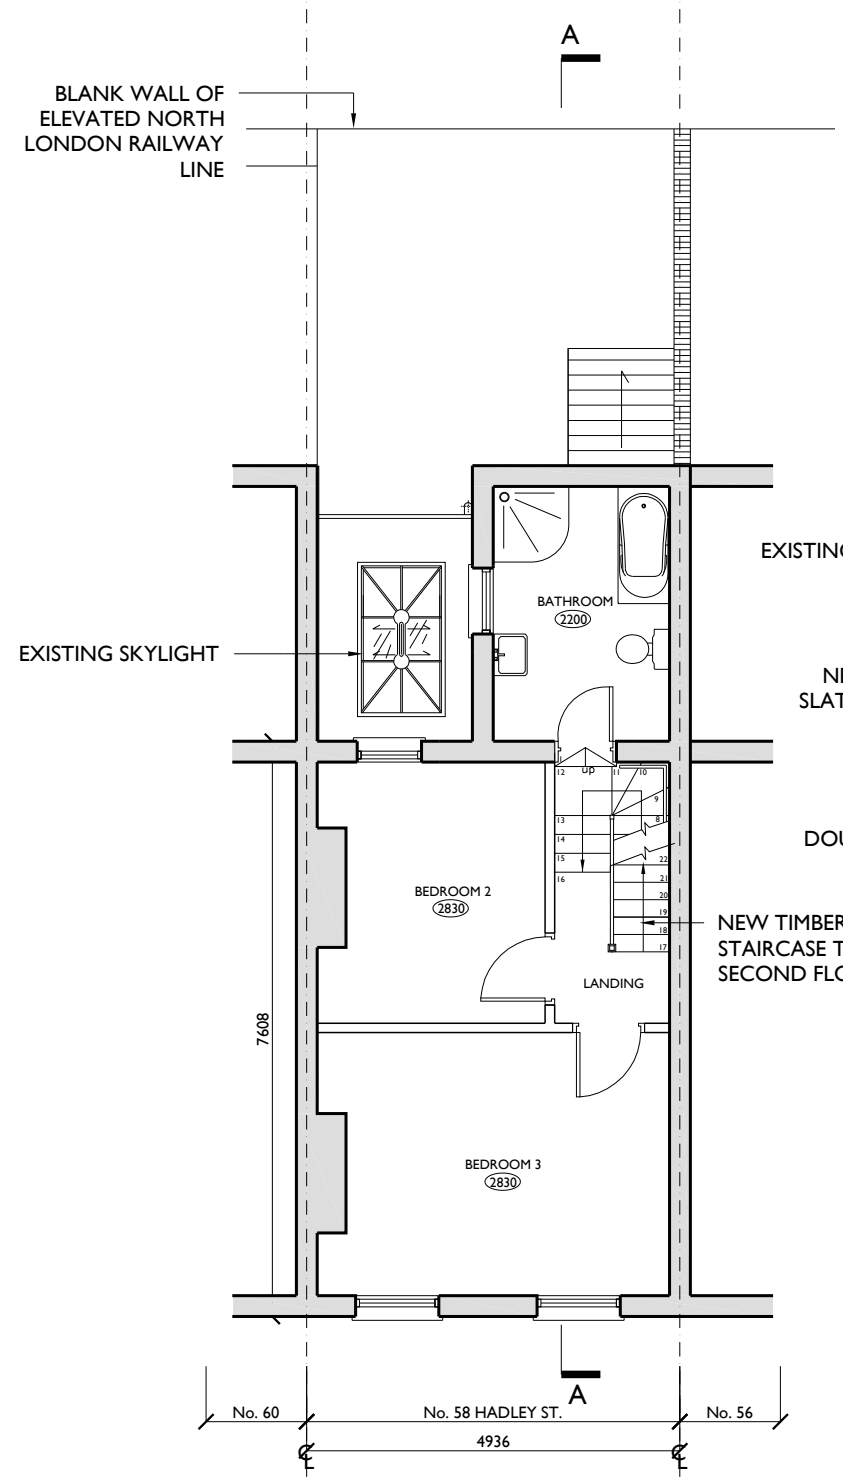 A
BLANK WALL OF
ELEVATED NORTH
LONDON RAILWAY
LINE
EXISTING
BATHROOM
2200
EXISTING SKYLIGHT
NE
SLAT
up
12
11
10
9
13
8
14
15
22
16
21
20
19
18
17
DOU
BEDROOM 2
2830
NEW TIMBER
STAIRCASE T
SECOND FLO
LANDING
7608
BEDROOM 3
2830
A
No. 60
No. 58 HADLEY ST.
No. 56
4936
℄
℄